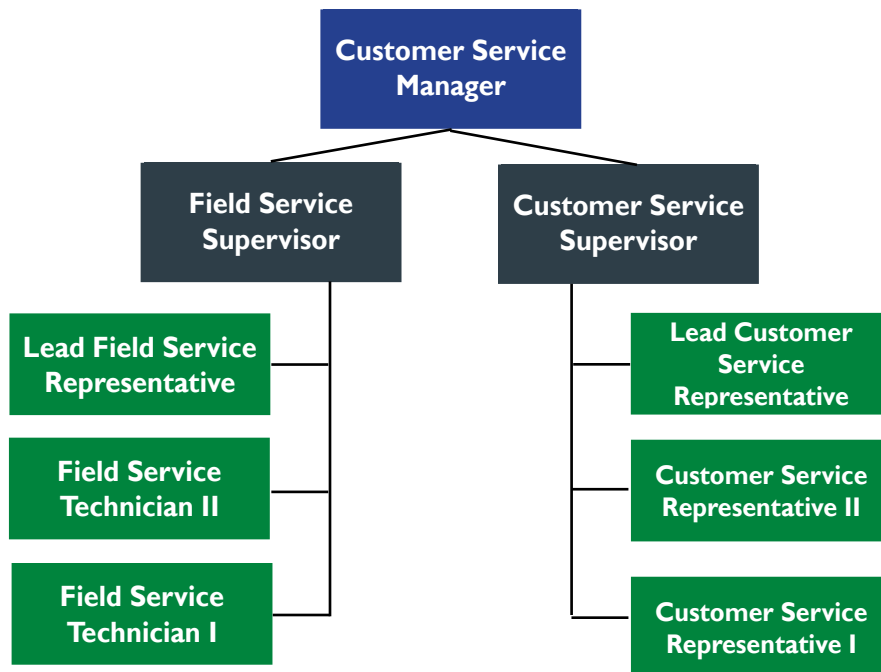 Customer Service
Manager
Field Service
Supervisor
Customer Service
Supervisor
Lead Field Service
Representative
Field Service
Technician II
Field Service
Technician I
Lead Customer
Service
Representative
Customer Service
Representative II
Customer Service
Representative I